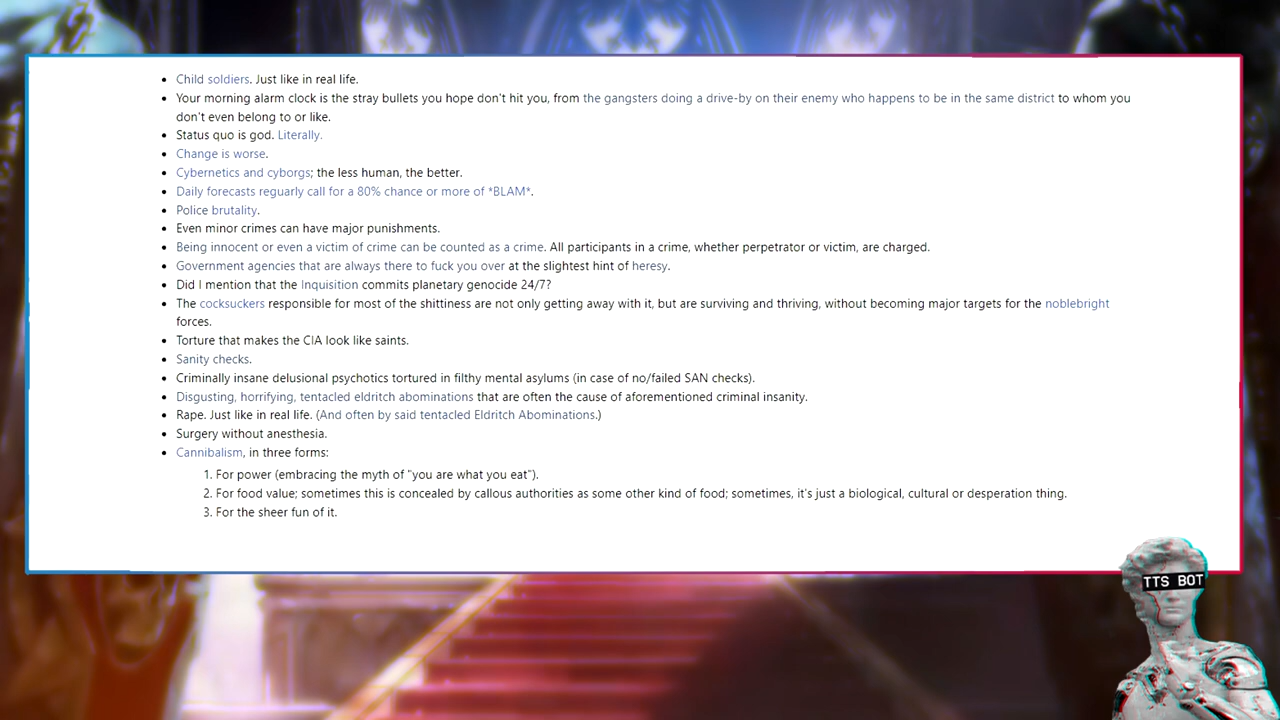 Child soldiers. Just like in real life.
Your morning alarm clock is the stray bullets you hope don't hit you, from the gangsters doing a drive-by on their enemy who happens to be in the same district to whom you
don't even belong to or like.
Status quo is god. Literally.
Change is worse.
Cybernetics and cyborgs; the less human, the better.
Daily forecasts reguarly call for a 80% chance or more of *BLAM*.
Police brutality.
Even minor crimes can have major punishments.
Being innocent or even a victim of crime can be counted as a crime. All participants in a crime, whether perpetrator or victim, are charged.
Government agencies that are always there to fuck you over at the slightest hint of heresy.
Did I mention that the Inquisition commits planetary genocide 24/7?
The cocksuckers responsible for most of the shittiness are not only getting away with it, but are surviving and thriving, without becoming major targets for the noblebright
forces.
Torture that makes the CIA look like saints.
Sanity checks.
Criminally insane delusional psychotics tortured in filthy mental asylums (in case of no/failed SAN checks).
Disgusting, horrifying, tentacled eldritch abominations that are often the cause of aforementioned criminal insanity.
Rape. Just like in real life. (And often by said tentacled Eldritch Abominations.)
Surgery without anesthesia.
Cannibalism, in three forms:
1. For power (embracing the myth of "you are what you eat").
2. For food value; sometimes this is concealed by callous authorities as some other kind of food; sometimes, it's just a biological, cultural or desperation thing.
3. For the sheer fun of it.
TTS BOT